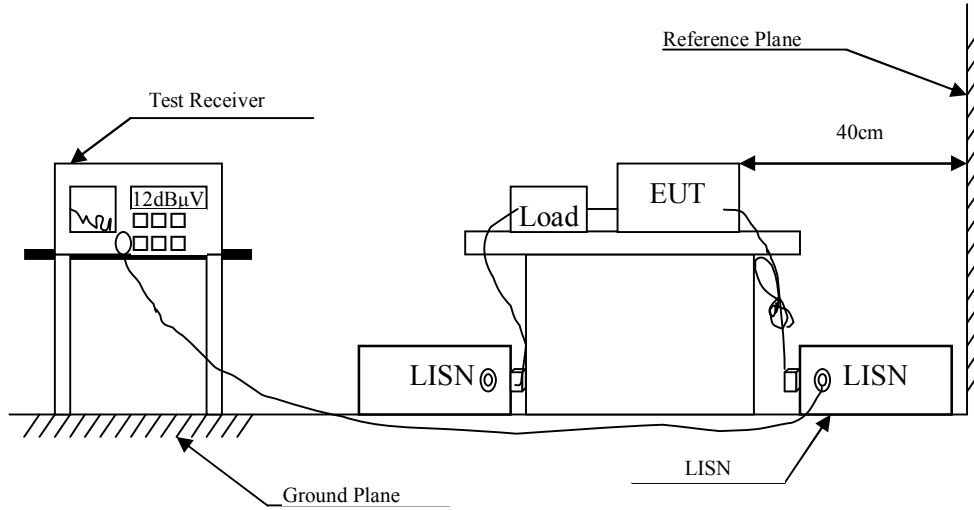 Reference Plane
Test Receiver
40cm
12dBµV
Load
EUT
LISN
LISN
LISN
Ground Plane